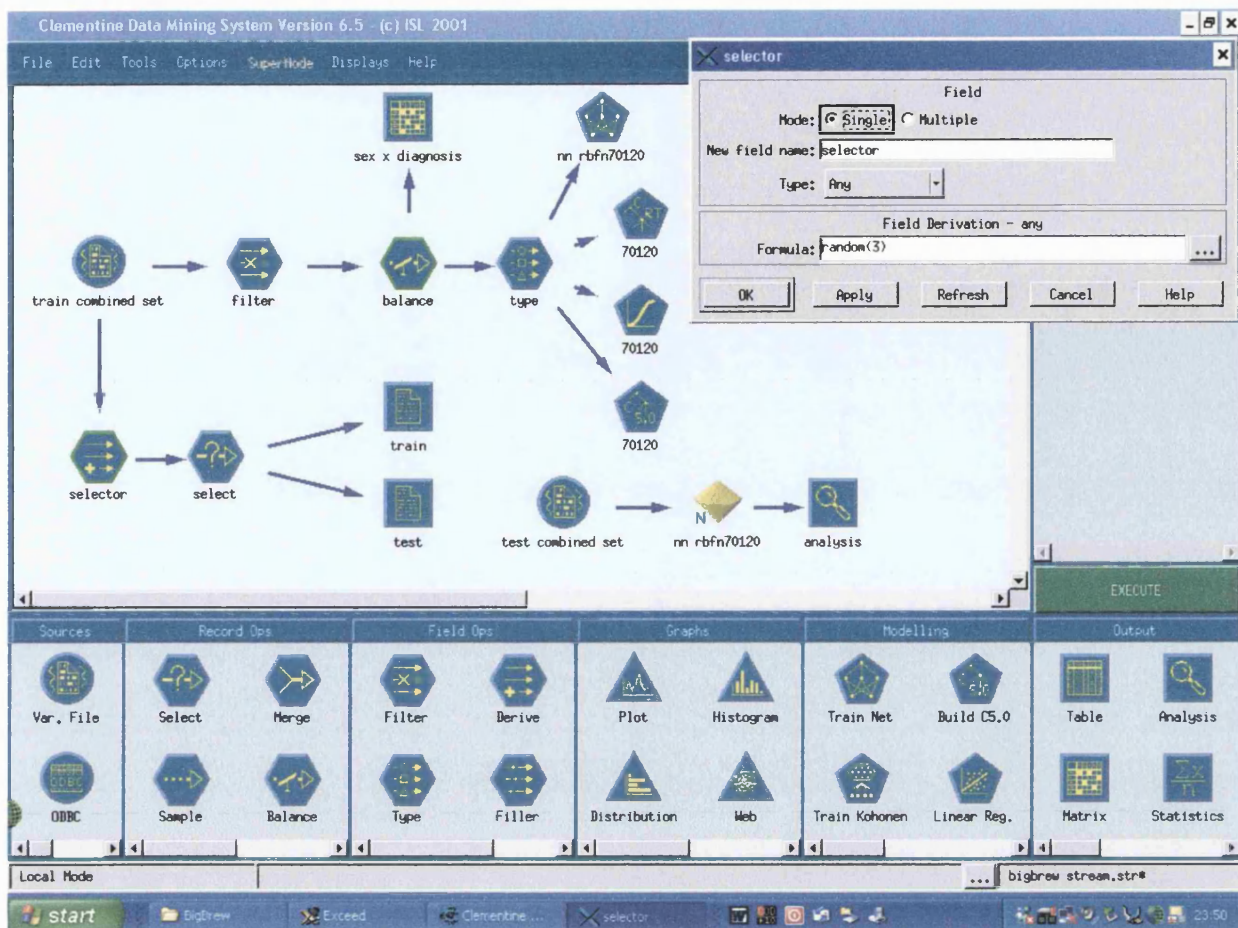 Clementine Data Mining System Version 6.5 - (c) ISL 2001
File Edit Tools Options SuperNode Displays Help
selector
Field
Mode: Single Multiple
New field name: selector
Type: Any
Field Derivation - any
Formula: random(3)
...
OK Apply Refresh Cancel Help
sex x diagnosis
nn rbfn70120
C RT
70120
train combined set
filter
balance
type
70120
C 5.0
70120
train
selector
select
test
test combined set
N
nn rbfn70120
analysis
EXECUTE
Sources Record Ops Field Ops Graphs Modelling Output
Var. File Select Merge Filter Derive Plot Histogram Train Net Build C5.0 Table Analysis
ODBC Sample Balance Type Filler Distribution Web Train Kohonen Linear Reg. Matrix Statistics
Local Mode
...
bigbrew stream.str*
start BigBrew Exceed Clementine ... selector 23:50